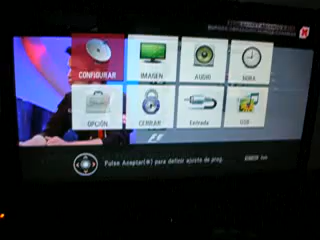 CONFIGURAR
IMAGEN
AUDIO
HORA
OPCIÓN
CERRAR
Entrada
USB
Pulse Aceptar(◉) para definir ajuste de prog.